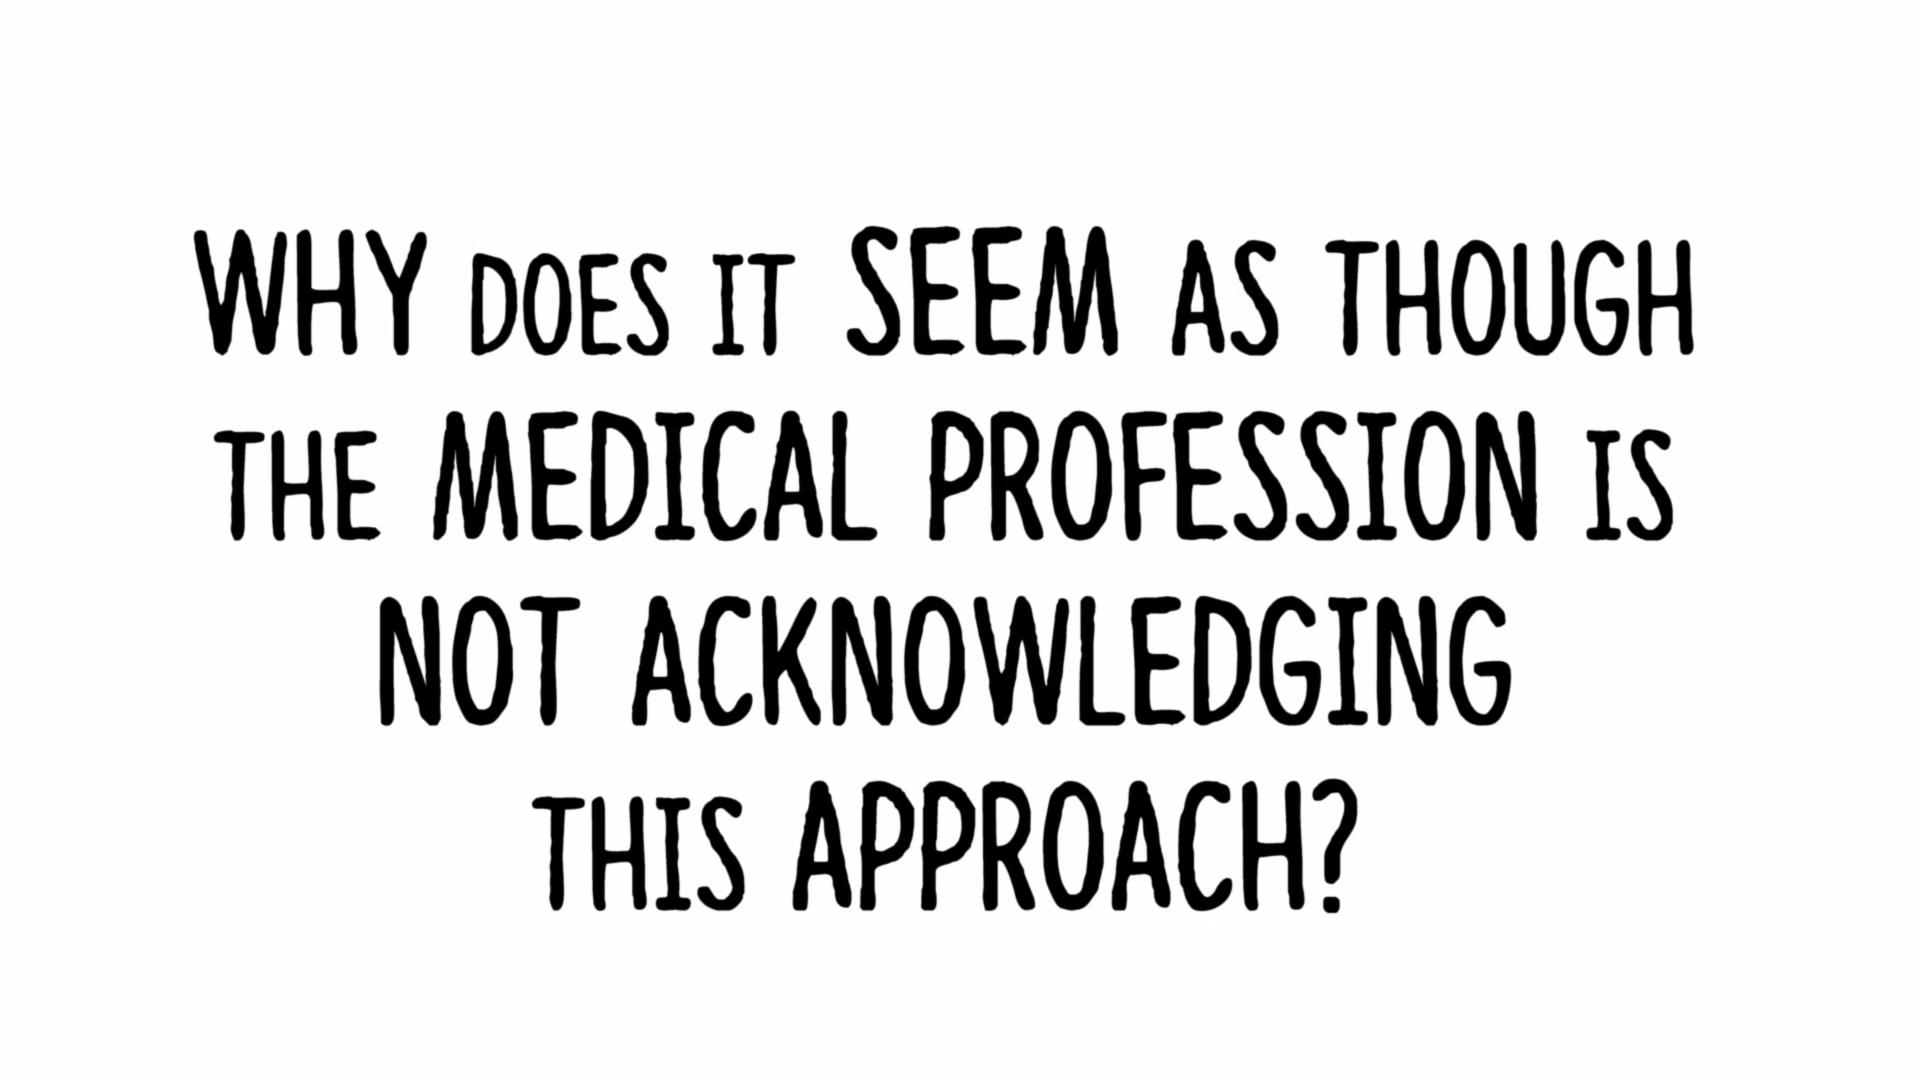 WHY DOES IT SEEM AS THOUGH
THE MEDICAL PROFESSION IS
NOT ACKNOWLEDGING
THIS APPROACH?